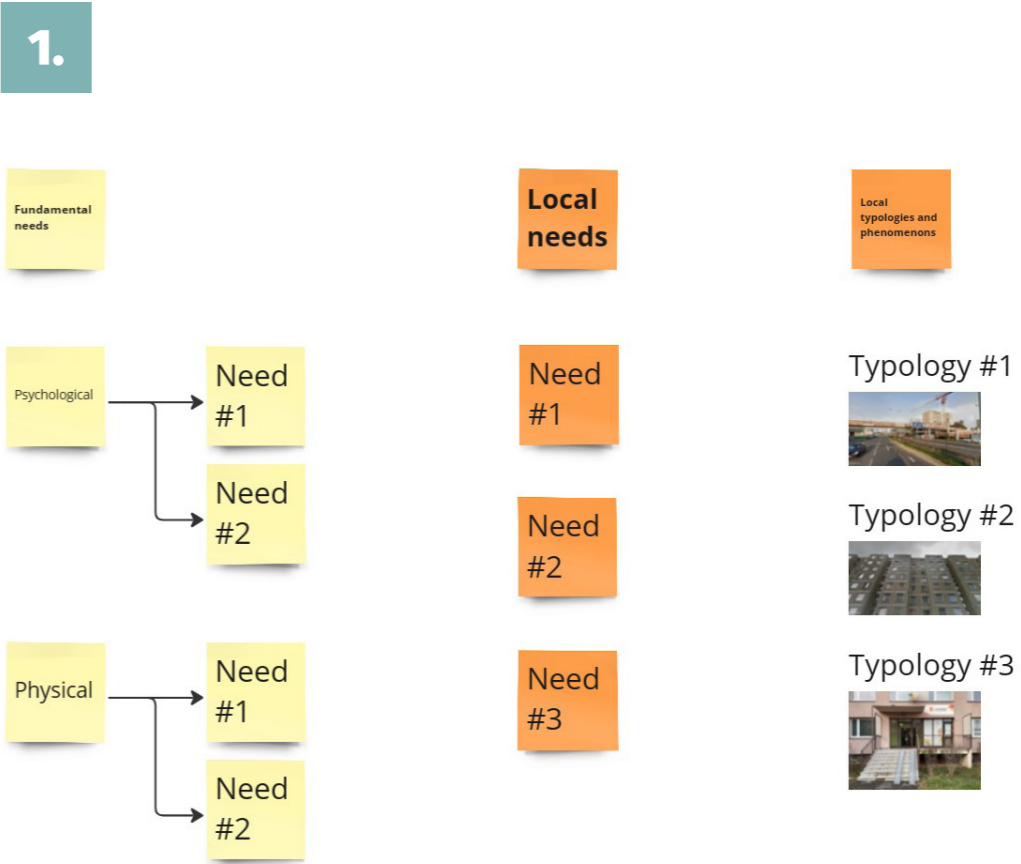 1.
Fundamental
needs
Local
needs
Local
typologies and
phenomenons
Psychological
Need
#1
Need
#2
Physical
Need
#1
Need
#2
Need
#1
Need
#2
Need
#3
Typology #1
Typology #2
Typology #3